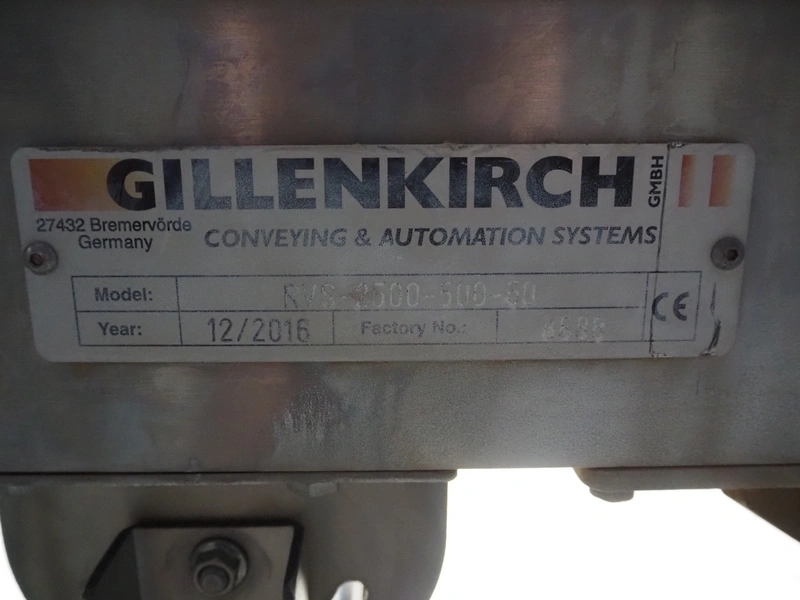 GILLENKIRCH GMBH
27432 Bremervörde
Germany
CONVEYING & AUTOMATION SYSTEMS
Model:
Year: 12/2016 Factory No.:
CE